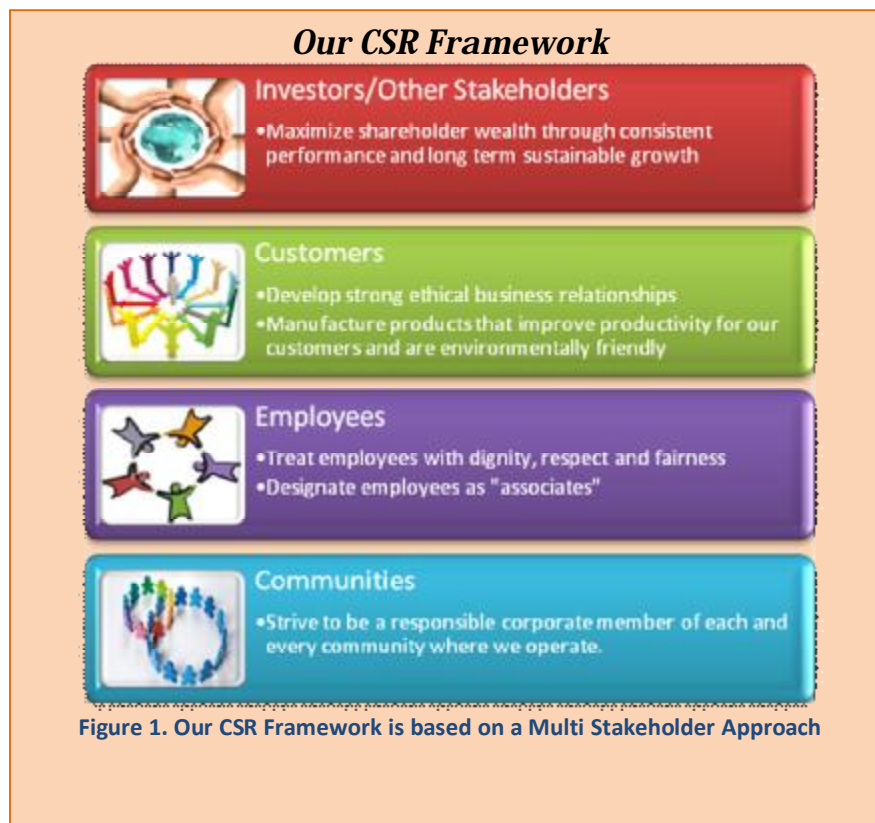 Our CSR Framework
Investors/Other Stakeholders
•Maximize shareholder wealth through consistent
performance and long term sustainable growth
Customers
•Develop strong ethical business relationships
•Manufacture products that improve productivity for our
customers and are environmentally friendly
Employees
•Treat employees with dignity, respect and fairness
•Designate employees as "associates"
Communities
•Strive to be a responsible corporate member of each and
every community where we operate.
Figure 1. Our CSR Framework is based on a Multi Stakeholder Approach